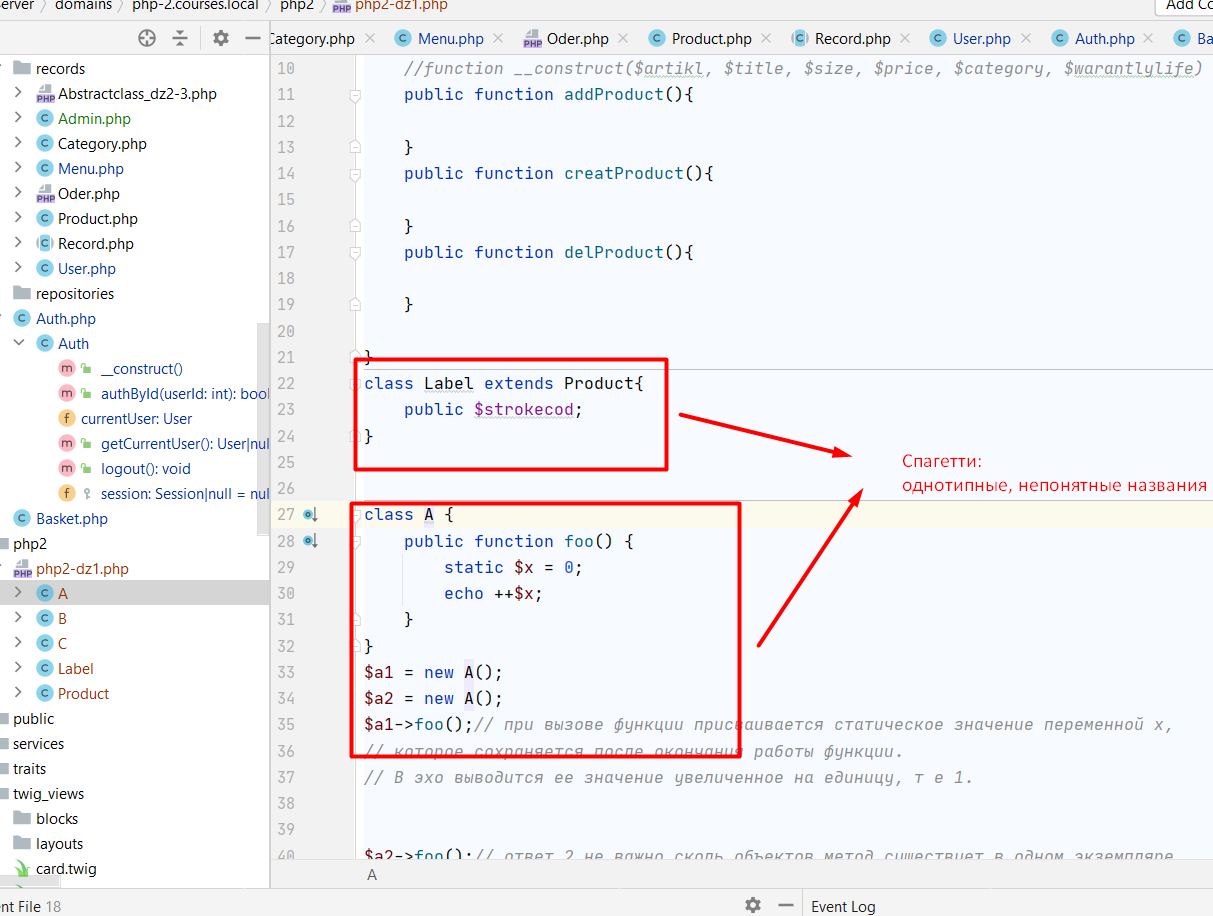 erver
domains
php-2.courses.local
php2
php2-dz1.php
Category.php
Menu.php
Oder.php
Product.php
Record.php
User.php
Auth.php
records
Abstractclass_dz2-3.php
Admin.php
Category.php
Menu.php
Oder.php
Product.php
Record.php
User.php
repositories
Auth.php
Auth
__construct()
authById(userId: int): bool
currentUser: User
getCurrentUser(): User|nul
logout(): void
session: Session|null = nul
Basket.php
php2
php2-dz1.php
A
B
C
Label
Product
public
services
traits
twig_views
blocks
layouts
card.twig
10 //function __construct($artikl, $title, $size, $price, $category, $warantlylife)
11 public function addProduct(){
12
13 }
14 public function creatProduct(){
15
16 }
17 public function delProduct(){
18
19 }
20
21 }
22 class Label extends Product{
23 public $strokecod;
24 }
25
26
27 class A {
28 public function foo() {
29 static $x = 0;
30 echo ++$x;
31 }
32 }
33 $a1 = new A();
34 $a2 = new A();
35 $a1->foo();// при вызове функции присваивается статическое значение переменной x,
36 // которое сохраняется после окончания работы функции.
37 // В эхо выводится ее значение увеличенное на единицу, т е 1.
38
39
40 $a2->foo();// ответ 2 не важно сколь объектов метод существует в одном экземпляре
Спагетти:
однотипные, непонятные названия
A
nt File 18
Event Log